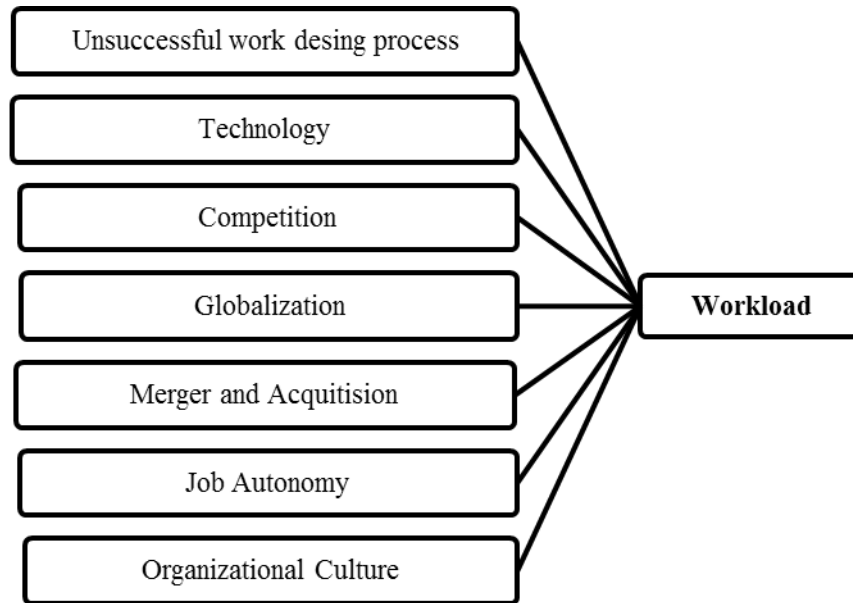 Unsuccessful work desing process
Technology
Competition
Globalization
Workload
Merger and Acquitision
Job Autonomy
Organizational Culture